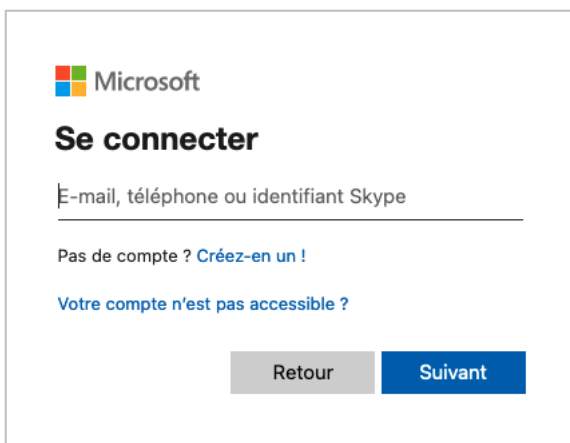 Microsoft
Se connecter
E-mail, téléphone ou identifiant Skype
Pas de compte ? Créez-en un !
Votre compte n'est pas accessible ?
Retour Suivant